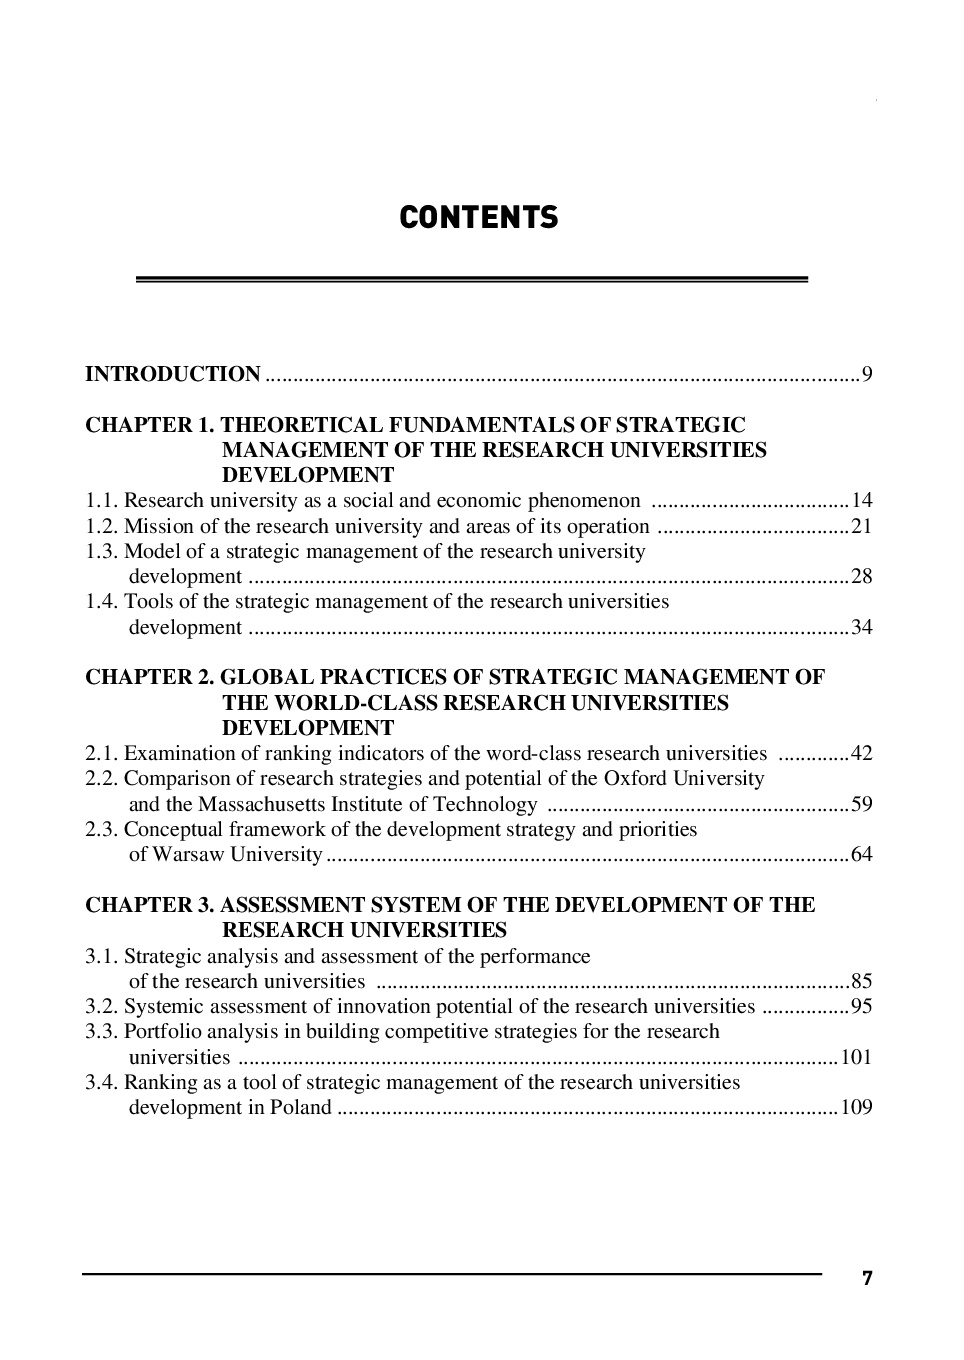 CONTENTS
INTRODUCTION ............................................................................................................9
CHAPTER 1. THEORETICAL FUNDAMENTALS OF STRATEGIC
MANAGEMENT OF THE RESEARCH UNIVERSITIES
DEVELOPMENT
1.1. Research university as a social and economic phenomenon ....................................14
1.2. Mission of the research university and areas of its operation ...................................21
1.3. Model of a strategic management of the research university
development .............................................................................................................28
1.4. Tools of the strategic management of the research universities
development .............................................................................................................34
CHAPTER 2. GLOBAL PRACTICES OF STRATEGIC MANAGEMENT OF
THE WORLD-CLASS RESEARCH UNIVERSITIES
DEVELOPMENT
2.1. Examination of ranking indicators of the word-class research universities .............42
2.2. Comparison of research strategies and potential of the Oxford University
and the Massachusetts Institute of Technology .......................................................59
2.3. Conceptual framework of the development strategy and priorities
of Warsaw University...............................................................................................64
CHAPTER 3. ASSESSMENT SYSTEM OF THE DEVELOPMENT OF THE
RESEARCH UNIVERSITIES
3.1. Strategic analysis and assessment of the performance
of the research universities ......................................................................................85
3.2. Systemic assessment of innovation potential of the research universities ................95
3.3. Portfolio analysis in building competitive strategies for the research
universities .............................................................................................................101
3.4. Ranking as a tool of strategic management of the research universities
development in Poland ...........................................................................................109
7